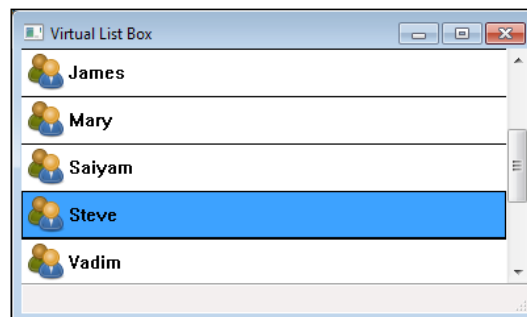 Virtual List Box
James
Mary
Saiyam
Steve
Vadim